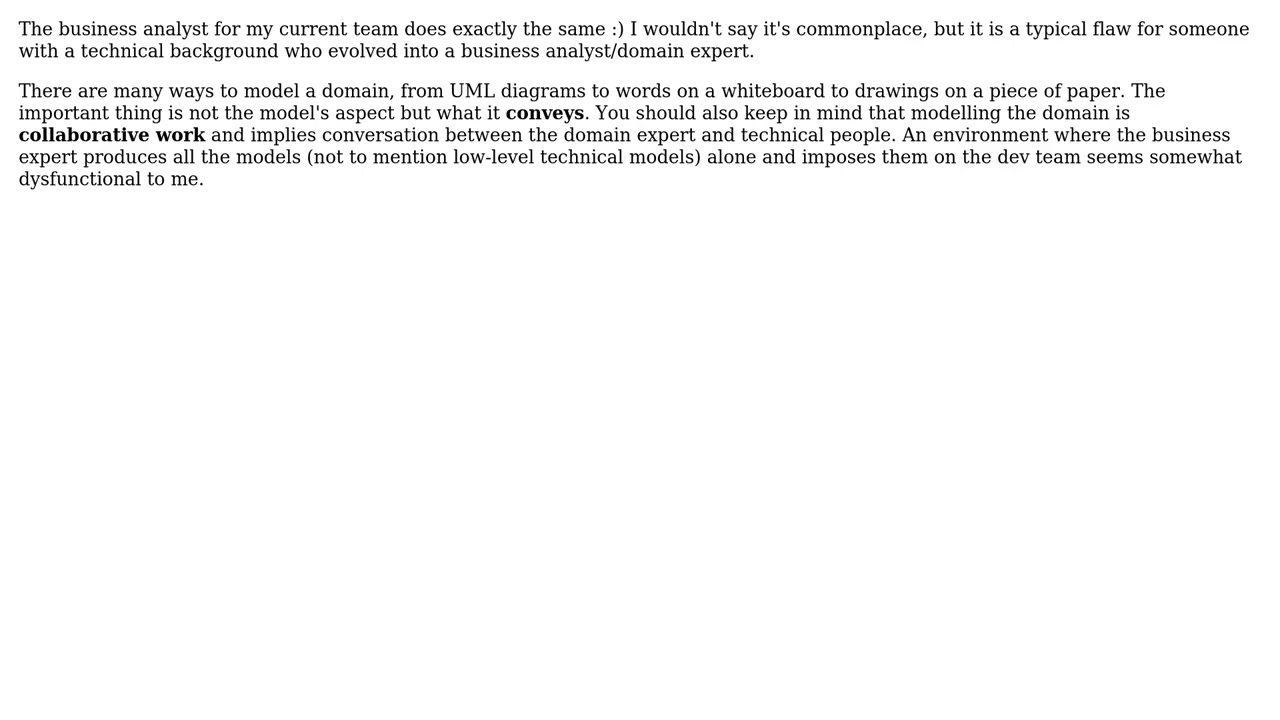 The business analyst for my current team does exactly the same :) I wouldn't say it's commonplace, but it is a typical flaw for someone
with a technical background who evolved into a business analyst/domain expert.
There are many ways to model a domain, from UML diagrams to words on a whiteboard to drawings on a piece of paper. The
important thing is not the model's aspect but what it conveys. You should also keep in mind that modelling the domain is
collaborative work and implies conversation between the domain expert and technical people. An environment where the business
expert produces all the models (not to mention low-level technical models) alone and imposes them on the dev team seems somewhat
dysfunctional to me.